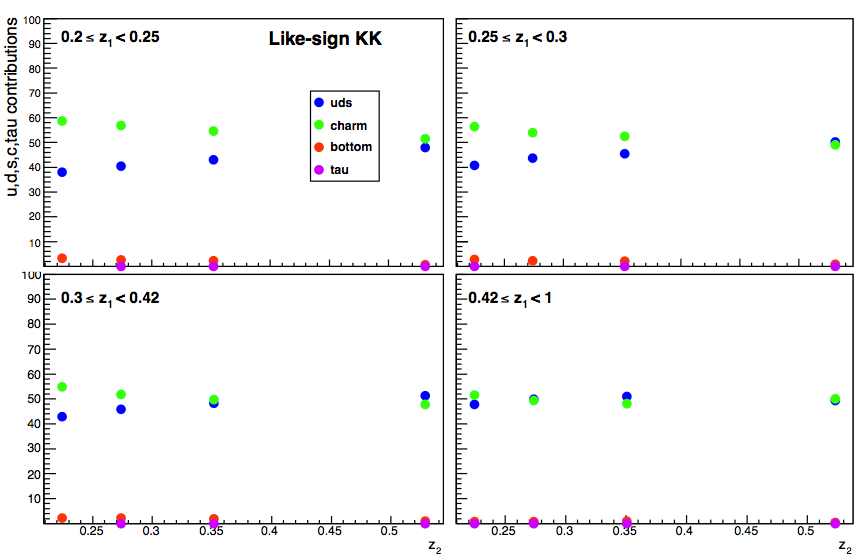 0.2 ≤ z1 < 0.25
Like-sign KK
uds
charm
bottom
tau
u,d,s,c,tau contributions
100
90
80
70
60
50
40
30
20
10
0.25 ≤ z1 < 0.3
0.3 ≤ z1 < 0.42
100
90
80
70
60
50
40
30
20
10
0.25 0.3 0.35 0.4 0.45 0.5
0.42 ≤ z1 < 1
0.25 0.3 0.35 0.4 0.45 0.5
z2
z2